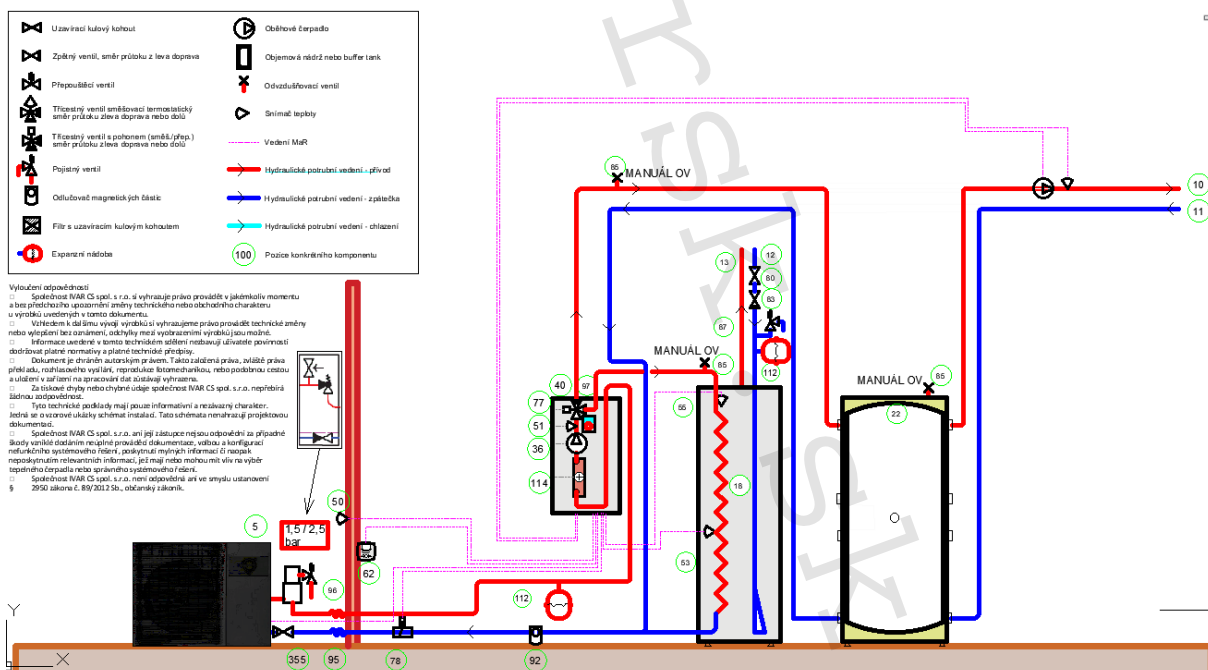 Uzavírací kulový kohout
Zpětný ventil, směr průtoku z leva doprava
Přepouštěcí ventil
Třícestný ventil směšovací termostatický
směr průtoku zleva doprava nebo dolů
Třícestný ventil s pohonem (směš./přep.)
směr průtoku zleva doprava nebo dolů
Pojistný ventil
Odlučovač magnetických částic
Filtr s uzavíracím kulovým kohoutem
Expanzní nádoba
Oběhové čerpadlo
Objemová nádrž nebo buffer tank
Odvzdušňovací ventil
Snímač teploty
Vedení MaR
Hydraulické potrubní vedení - přívod
Hydraulické potrubní vedení - zpátečka
Hydraulické potrubní vedení - chlazení
100 Pozice konkrétního komponentu
Vyloučení odpovědnosti
Společnost IVAR CS spol. s r.o. si vyhrazuje právo provádět v jakémkoliv momentu
a bez předchozího upozornění změny technického nebo obchodního charakteru
u výrobků uvedených v tomto dokumentu.
Vzhledem k dalšímu vývoji výrobků si vyhrazujeme právo provádět technické změny
nebo vylepšení bez oznámení, odchylky mezi vyobrazeními výrobků jsou možné.
Informace uvedené v tomto technickém sdělení nezbavují uživatele povinnosti
dodržovat platné normativy a platné technické předpisy.
Dokument je chráněn autorským právem. Takto založená práva, zvláště práva
překladu, rozhlasového vysílání, reprodukce fotomechanikou, nebo podobnou cestou
a uložení v zařízení na zpracování dat zůstávají vyhrazena.
Za tiskové chyby nebo chybné údaje společnost IVAR CS spol. s r.o. nepřebírá
žádnou zodpovědnost.
Tyto technické podklady mají pouze informativní a nezávazný charakter.
Jedná se o vzorové ukázky schémat instalací. Tato schémata nenahrazují projektovou
dokumentaci.
Společnost IVAR CS spol. s r.o. ani její zástupce nejsou odpovědní za případné
škody vzniklé dodáním neúplné prováděcí dokumentace, volbou a konfigurací
nefunkčního systémového řešení, poskytnutí mylných informací či naopak
neposkytnutím relevantních informací, jež mají nebo mohou mít vliv na výběr
tepelného čerpadla nebo správného systémového řešení.
Společnost IVAR CS spol. s r.o. není odpovědná ani ve smyslu ustanovení
§ 2950 zákona č. 89/2012 Sb., občanský zákoník.
85
MANUÁL OV
10
11
13
12
80
83
87
112
MANUÁL OV
85
MANUÁL OV
85
22
40
97
77
51
36
114
55
18
53
50
5
1,5 / 2,5
bar
62
96
112
355
95
78
92
Y
X
rsk
sk